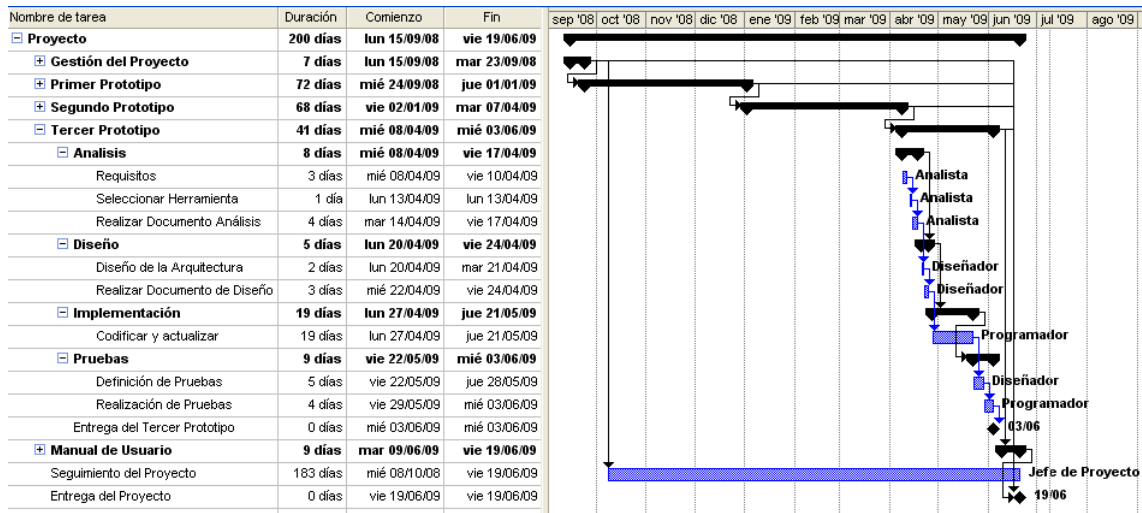 Nombre de tarea Duración Comienzo Fin sep '08 oct '08 nov '08 dic '08 ene '09 feb '09 mar '09 abr '09 may '09 jun '09 jul '09 ago '09
Proyecto 200 días lun 15/09/08 vie 19/06/09
Gestión del Proyecto 7 días lun 15/09/08 mar 23/09/08
Primer Prototipo 72 días mié 24/09/08 jue 01/01/09
Segundo Prototipo 68 días vie 02/01/09 mar 07/04/09
Tercer Prototipo 41 días mié 08/04/09 mié 03/06/09
Analisis 8 días mié 08/04/09 vie 17/04/09
Requisitos 3 días mié 08/04/09 vie 10/04/09 Analista
Seleccionar Herramienta 1 día lun 13/04/09 lun 13/04/09 Analista
Realizar Documento Análisis 4 días mar 14/04/09 vie 17/04/09 Analista
Diseño 5 días lun 20/04/09 vie 24/04/09
Diseño de la Arquitectura 2 días lun 20/04/09 mar 21/04/09 Diseñador
Realizar Documento de Diseño 3 días mié 22/04/09 vie 24/04/09 Diseñador
Implementación 19 días lun 27/04/09 jue 21/05/09
Codificar y actualizar 19 días lun 27/04/09 jue 21/05/09 Programador
Pruebas 9 días vie 22/05/09 mié 03/06/09
Definición de Pruebas 5 días vie 22/05/09 jue 28/05/09 Diseñador
Realización de Pruebas 4 días vie 29/05/09 mié 03/06/09 Programador
Entrega del Tercer Prototipo 0 días mié 03/06/09 mié 03/06/09 03/06
Manual de Usuario 9 días mar 09/06/09 vie 19/06/09
Seguimiento del Proyecto 183 días mié 08/10/08 vie 19/06/09 Jefe de Proyecto
Entrega del Proyecto 0 días vie 19/06/09 vie 19/06/09 19/06